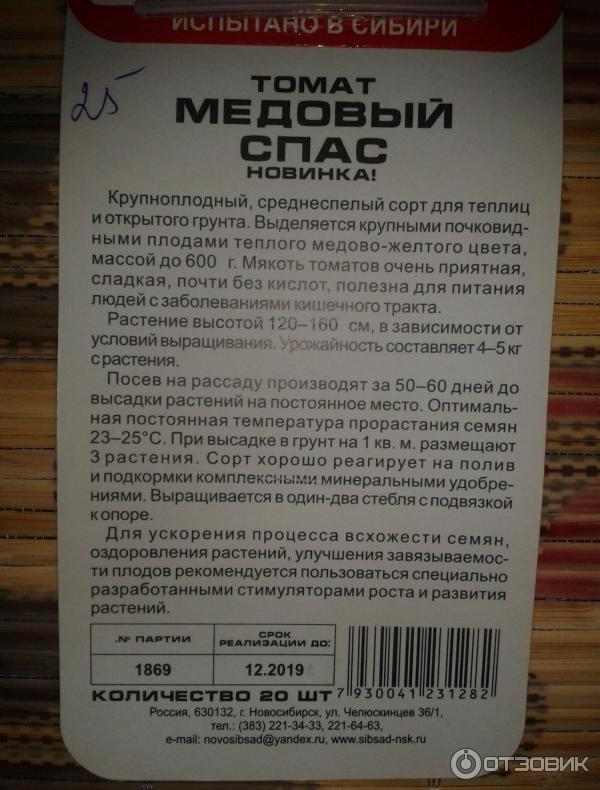 ИСПЫТАНО В СИБИРИ
25
ТОМАТ
МЕДОВЫЙ
СПАС
НОВИНКА!
Крупноплодный, среднеспелый сорт для теплиц
и открытого грунта. Выделяется крупными почковид-
ными плодами теплого медово-желтого цвета,
массой до 600 г. Мякоть томатов очень приятная,
сладкая, почти без кислот, полезна для питания
людей с заболеваниями кишечного тракта.
Растение высотой 120–160 см, в зависимости от
условий выращивания. Урожайность составляет 4–5 кг
с растения.
Посев на рассаду производят за 50–60 дней до
высадки растений на постоянное место. Оптималь-
ная постоянная температура прорастания семян
23–25°С. При высадке в грунт на 1 кв. м. размещают
3 растения. Сорт хорошо реагирует на полив
и подкормки комплексными минеральными удобре-
ниями. Выращивается в один-два стебля с подвязкой
к опоре.
Для ускорения процесса всхожести семян,
оздоровления растений, улучшения завязываемос-
ти плодов рекомендуется пользоваться специально
разработанными стимуляторами роста и развития
растений.
.№ ПАРТИИ
СРОК
РЕАЛИЗАЦИИ ДО:
1869
12.2019
КОЛИЧЕСТВО 20 ШТ
7 930041 231282
Россия, 630132, г. Новосибирск, ул. Челюскинцев 36/1,
тел.: (383) 221-34-33, 221-64-63,
e-mail: novosibsad@yandex.ru, www.sibsad-nsk.ru
ОТЗОВИК